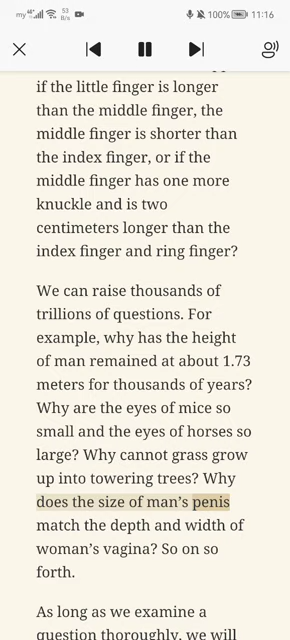 my 4G 53 B/s 100% 11:16
if the little finger is longer
than the middle finger, the
middle finger is shorter than
the index finger, or if the
middle finger has one more
knuckle and is two
centimeters longer than the
index finger and ring finger?
We can raise thousands of
trillions of questions. For
example, why has the height
of man remained at about 1.73
meters for thousands of years?
Why are the eyes of mice so
small and the eyes of horses so
large? Why cannot grass grow
up into towering trees? Why
does the size of man’s penis
match the depth and width of
woman’s vagina? So on so
forth.
As long as we examine a
question thoroughly, we will